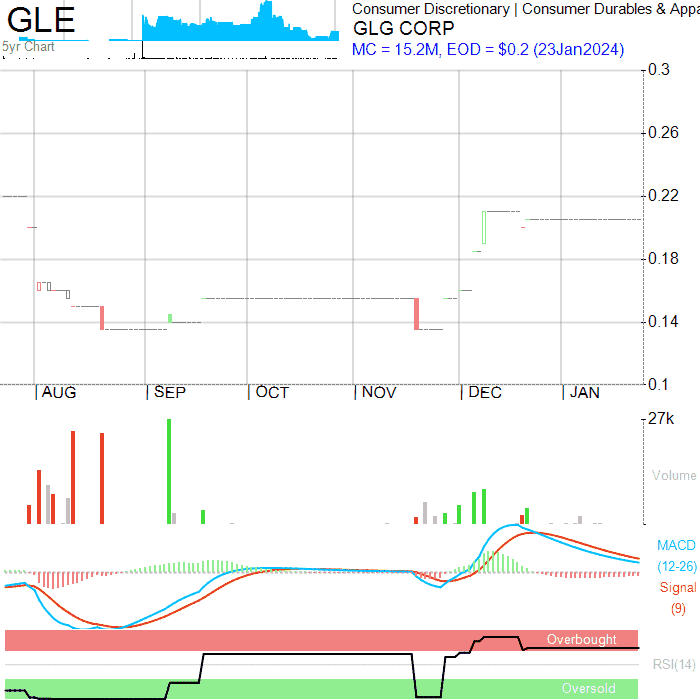 GLE
5yr Chart
Consumer Discretionary | Consumer Durables & Appa
GLG CORP
MC = 15.2M, EOD = $0.2 (23Jan2024)
0.3
0.26
0.22
0.18
0.14
0.1
AUG SEP OCT NOV DEC JAN
27k
Volume
MACD
(12-26)
Signal
(9)
Overbought
RSI(14)
Oversold